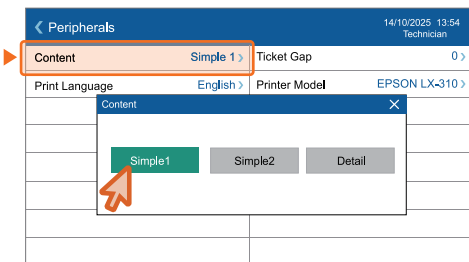 Peripherals
14/10/2025 13:54
Technician
Content Simple 1 Ticket Gap 0
Print Language English Printer Model EPSON LX-310
Content
Simple1 Simple2 Detail